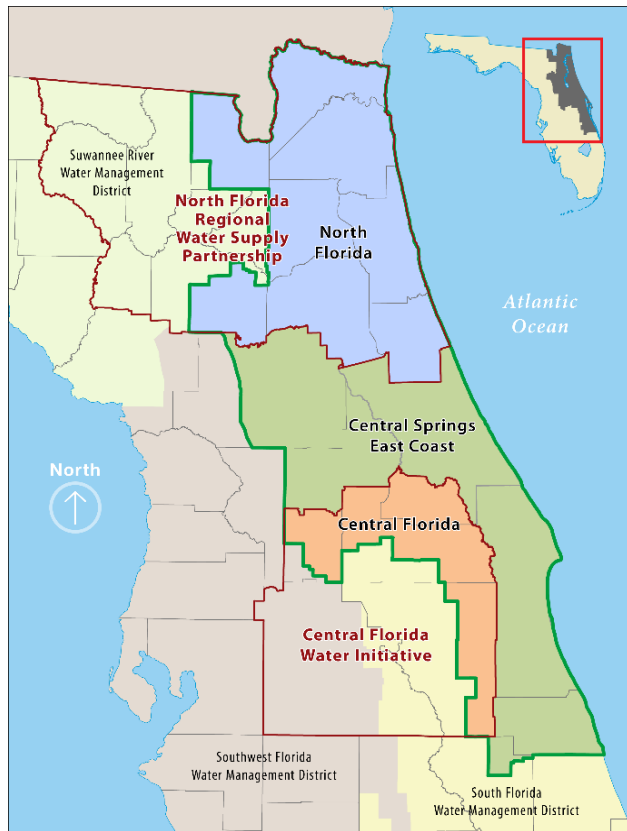 Suwannee River
Water Management
District
North Florida
Regional
Water Supply
Partnership
North
Florida
Atlantic
Ocean
Central Springs
East Coast
North
Central Florida
Central Florida
Water Initiative
Southwest Florida
Water Management District
South Florida
Water Management District